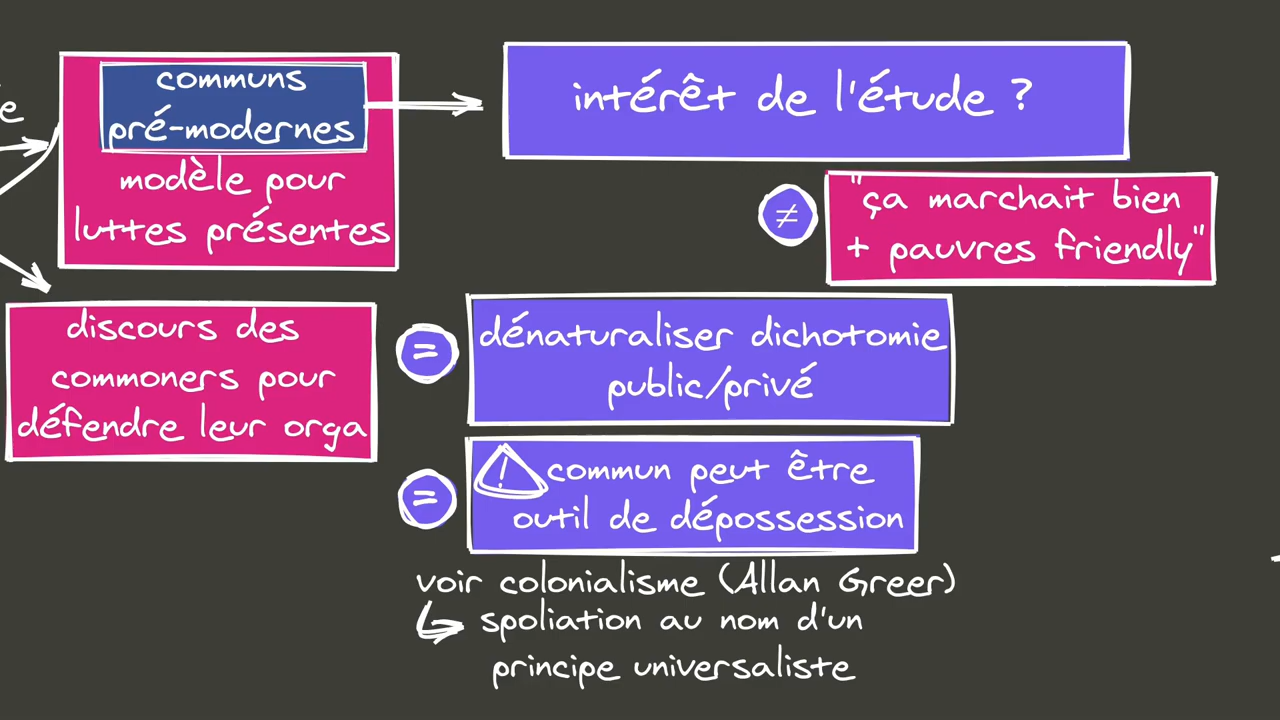 communs
pré-modernes
modèle pour
luttes présentes
intérêt de l'étude ?
≠
"ça marchait bien
+ pauvres friendly"
discours des
commoners pour
défendre leur orga
=
dénaturaliser dichotomie
public/privé
=
! commun peut être
outil de dépossession
voir colonialisme (Allan Greer)
↳ spoliation au nom d'un
principe universaliste